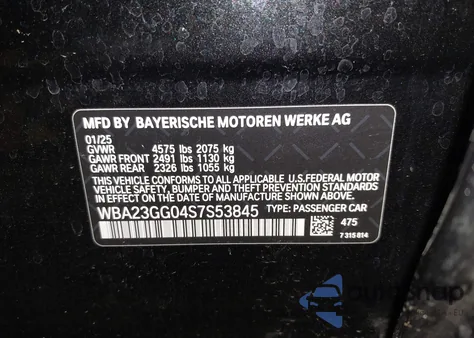 MFD BY BAYERISCHE MOTOREN WERKE AG
01/25
GVWR 4575 lbs 2075 kg
GAWR FRONT 2491 lbs 1130 kg
GAWR REAR 2326 lbs 1055 kg
THIS CAR CONFORMS TO ALL APPLICABLE U.S.FEDERAL MOTOR
VEHICLE SAFETY, BUMPER AND THEFT PREVENTION STANDARDS
IN EFFECT ON THE DATE OF MANUFACTURE SHOWN ABOVE.
WBA23GG04S7S53845 TYPE: PASSENGER CAR
475
7 315 814